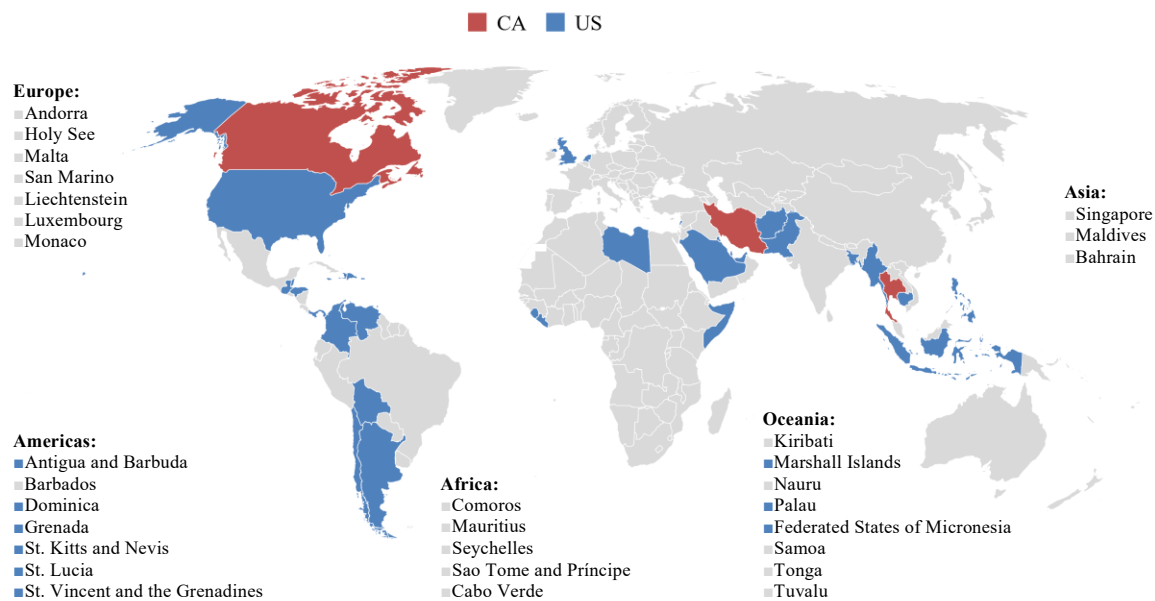 CA US
Europe:
Andorra
Holy See
Malta
San Marino
Liechtenstein
Luxembourg
Monaco
Asia:
Singapore
Maldives
Bahrain
Americas:
Antigua and Barbuda
Barbados
Dominica
Grenada
St. Kitts and Nevis
St. Lucia
St. Vincent and the Grenadines
Africa:
Comoros
Mauritius
Seychelles
Sao Tome and Príncipe
Cabo Verde
Oceania:
Kiribati
Marshall Islands
Nauru
Palau
Federated States of Micronesia
Samoa
Tonga
Tuvalu